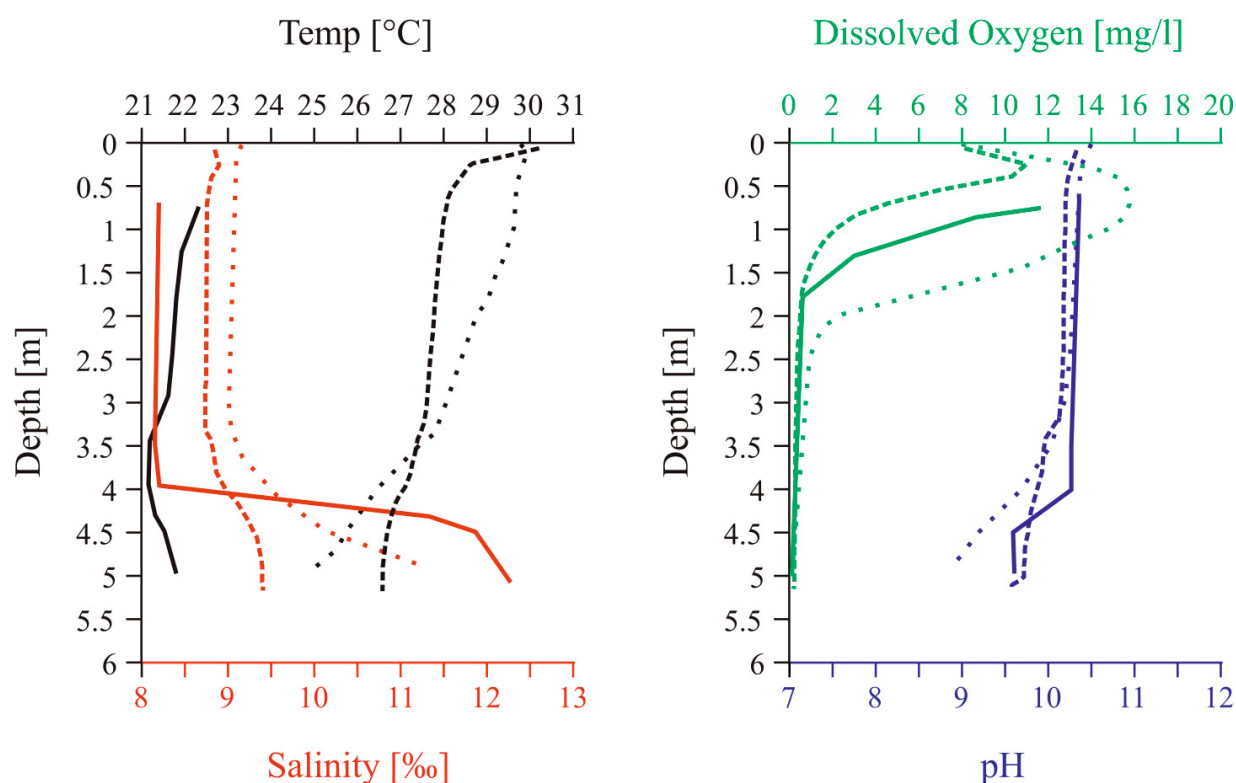 Temp [°C]
21 22 23 24 25 26 27 28 29 30 31
Depth [m]
0
0.5
1
1.5
2
2.5
3
3.5
4
4.5
5
5.5
6
8 9 10 11 12 13
Salinity [‰]
Dissolved Oxygen [mg/l]
0 2 4 6 8 10 12 14 16 18 20
Depth [m]
0
0.5
1
1.5
2
2.5
3
3.5
4
4.5
5
5.5
6
7 8 9 10 11 12
pH